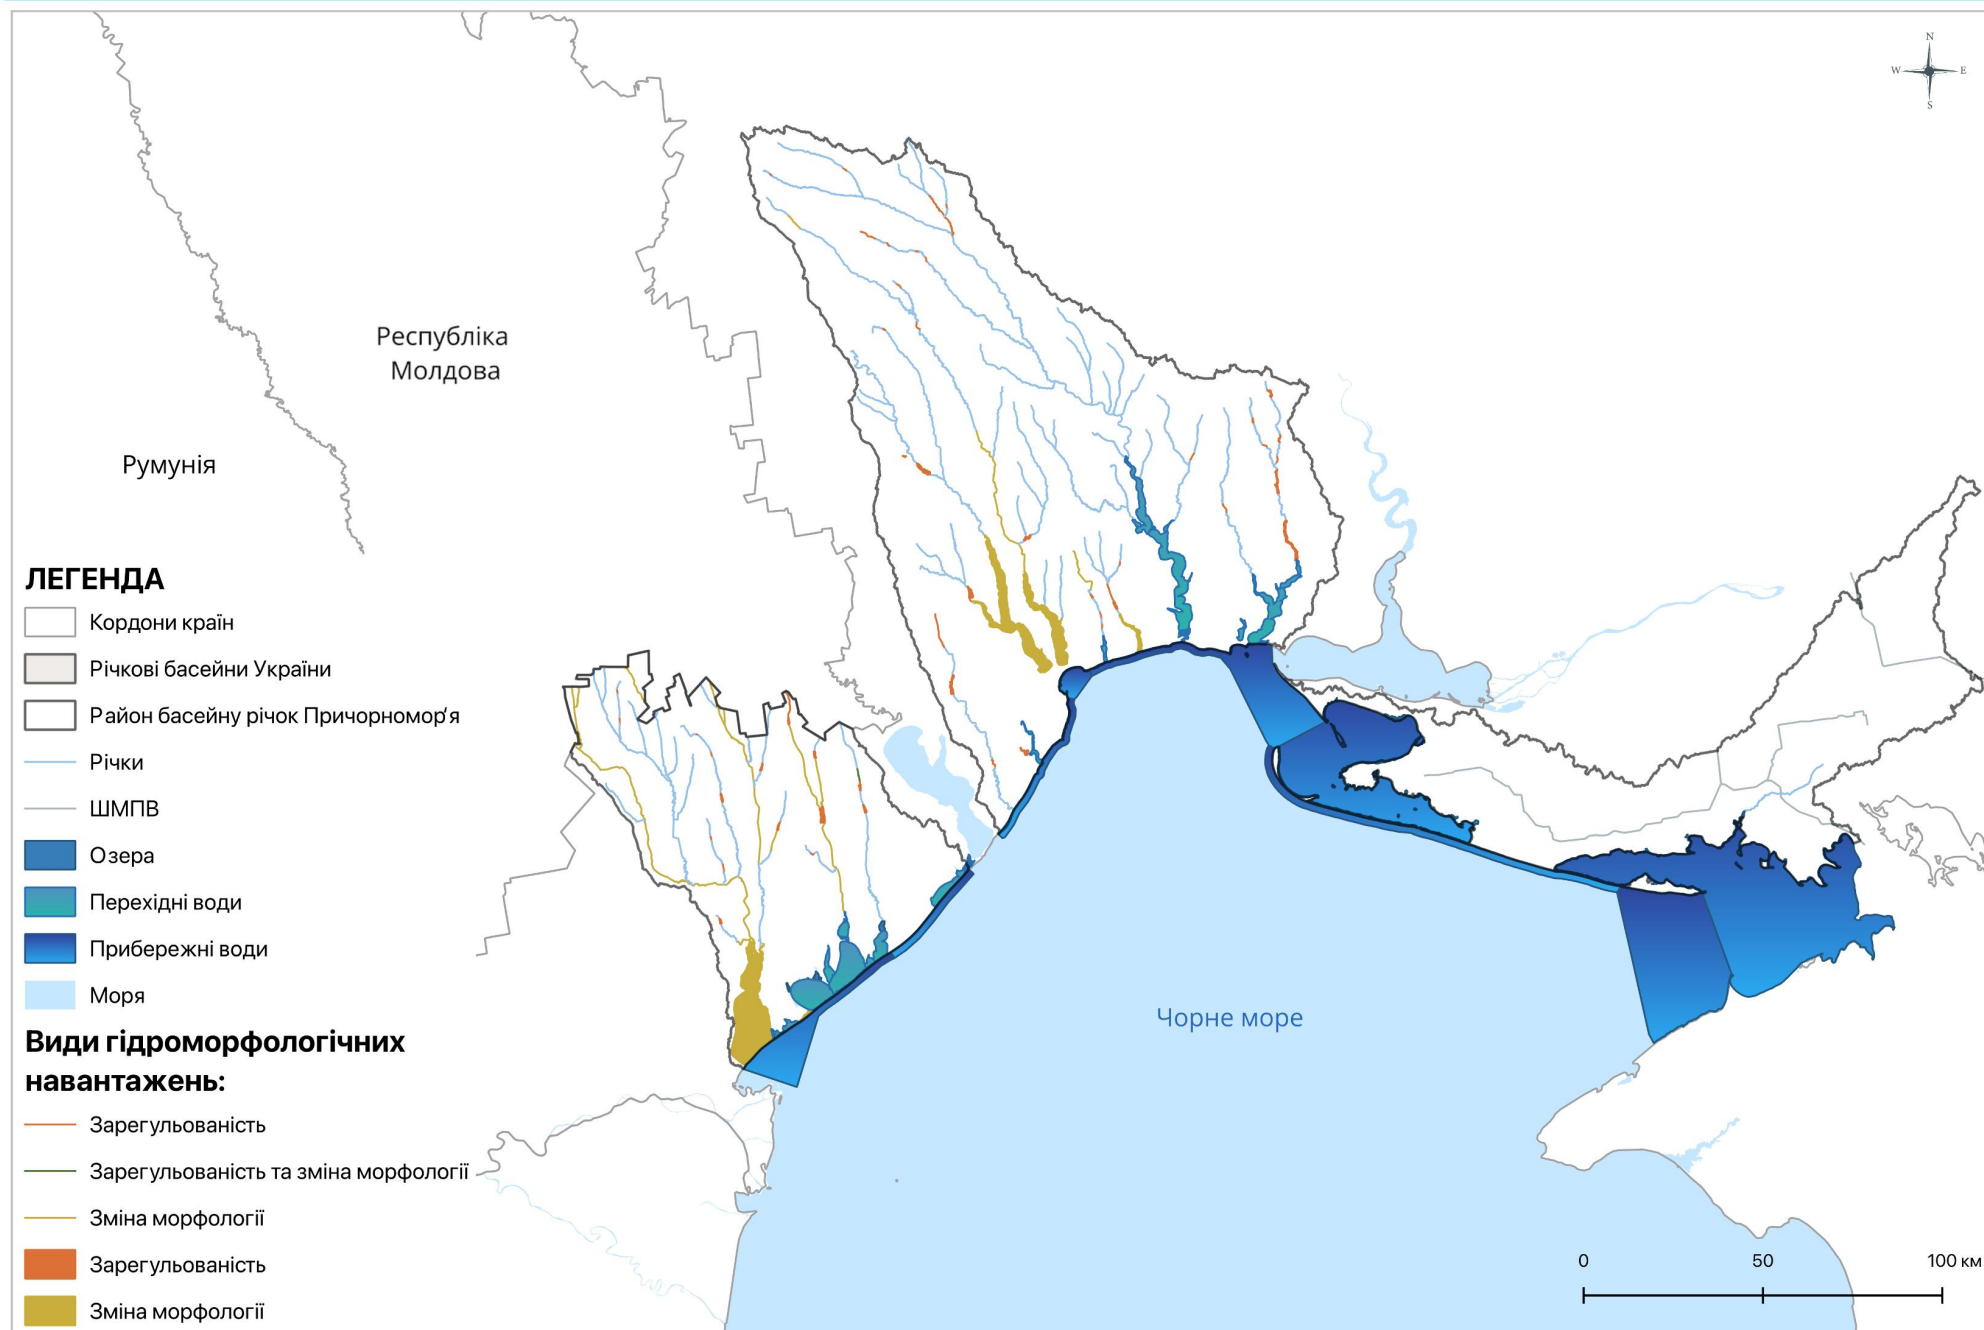 N
W E
S
Республіка
Молдова
Румунія
ЛЕГЕНДА
Кордони країн
Річкові басейни України
Район басейну річок Причорномор'я
Річки
ШМПВ
Озера
Перехідні води
Прибережні води
Моря
Види гідроморфологічних
навантажень:
Зарегульованість
Зарегульованість та зміна морфології
Зміна морфології
Зарегульованість
Зміна морфології
Чорне море
0 50 100 км